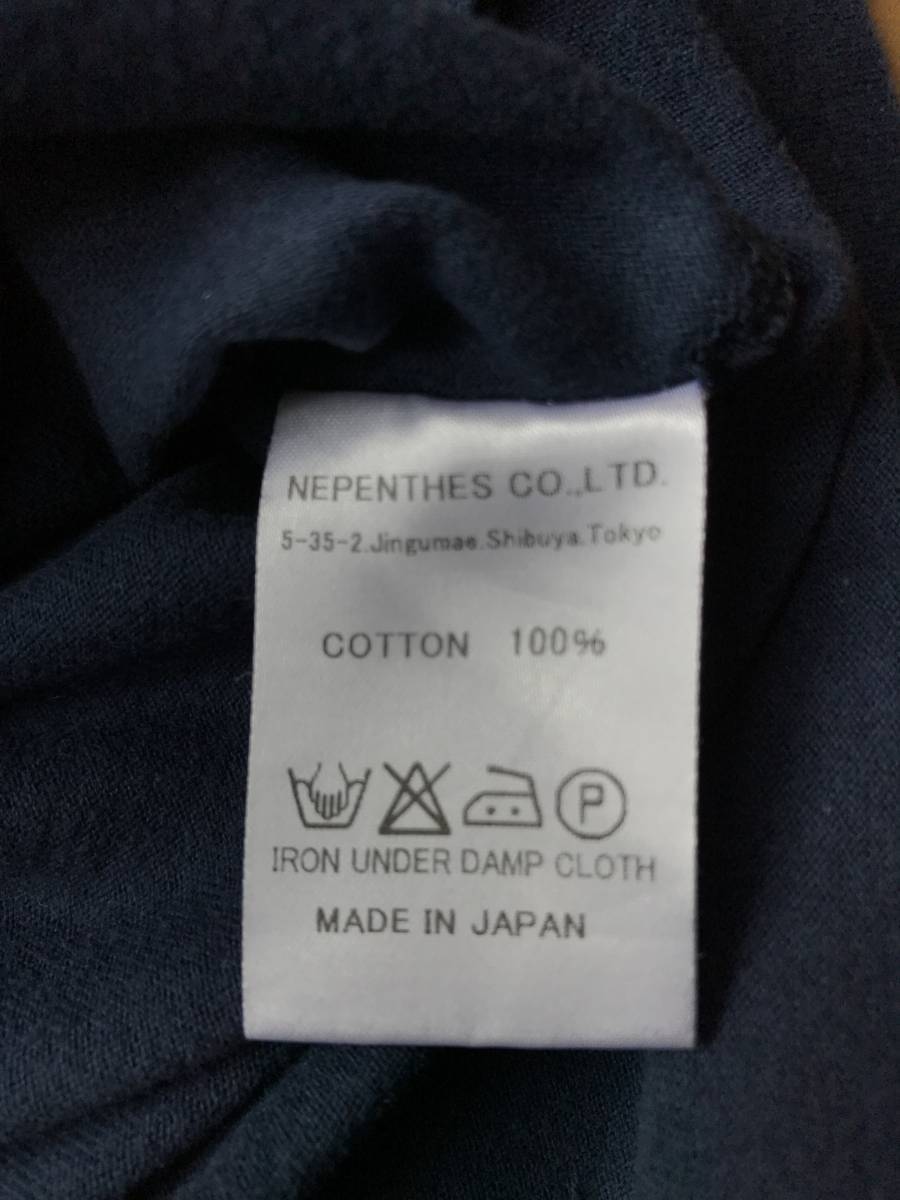 NEPENTHES CO.,LTD.
5-35-2.Jingumae.Shibuya.Tokyo
COTTON 100%
P
IRON UNDER DAMP CLOTH
MADE IN JAPAN